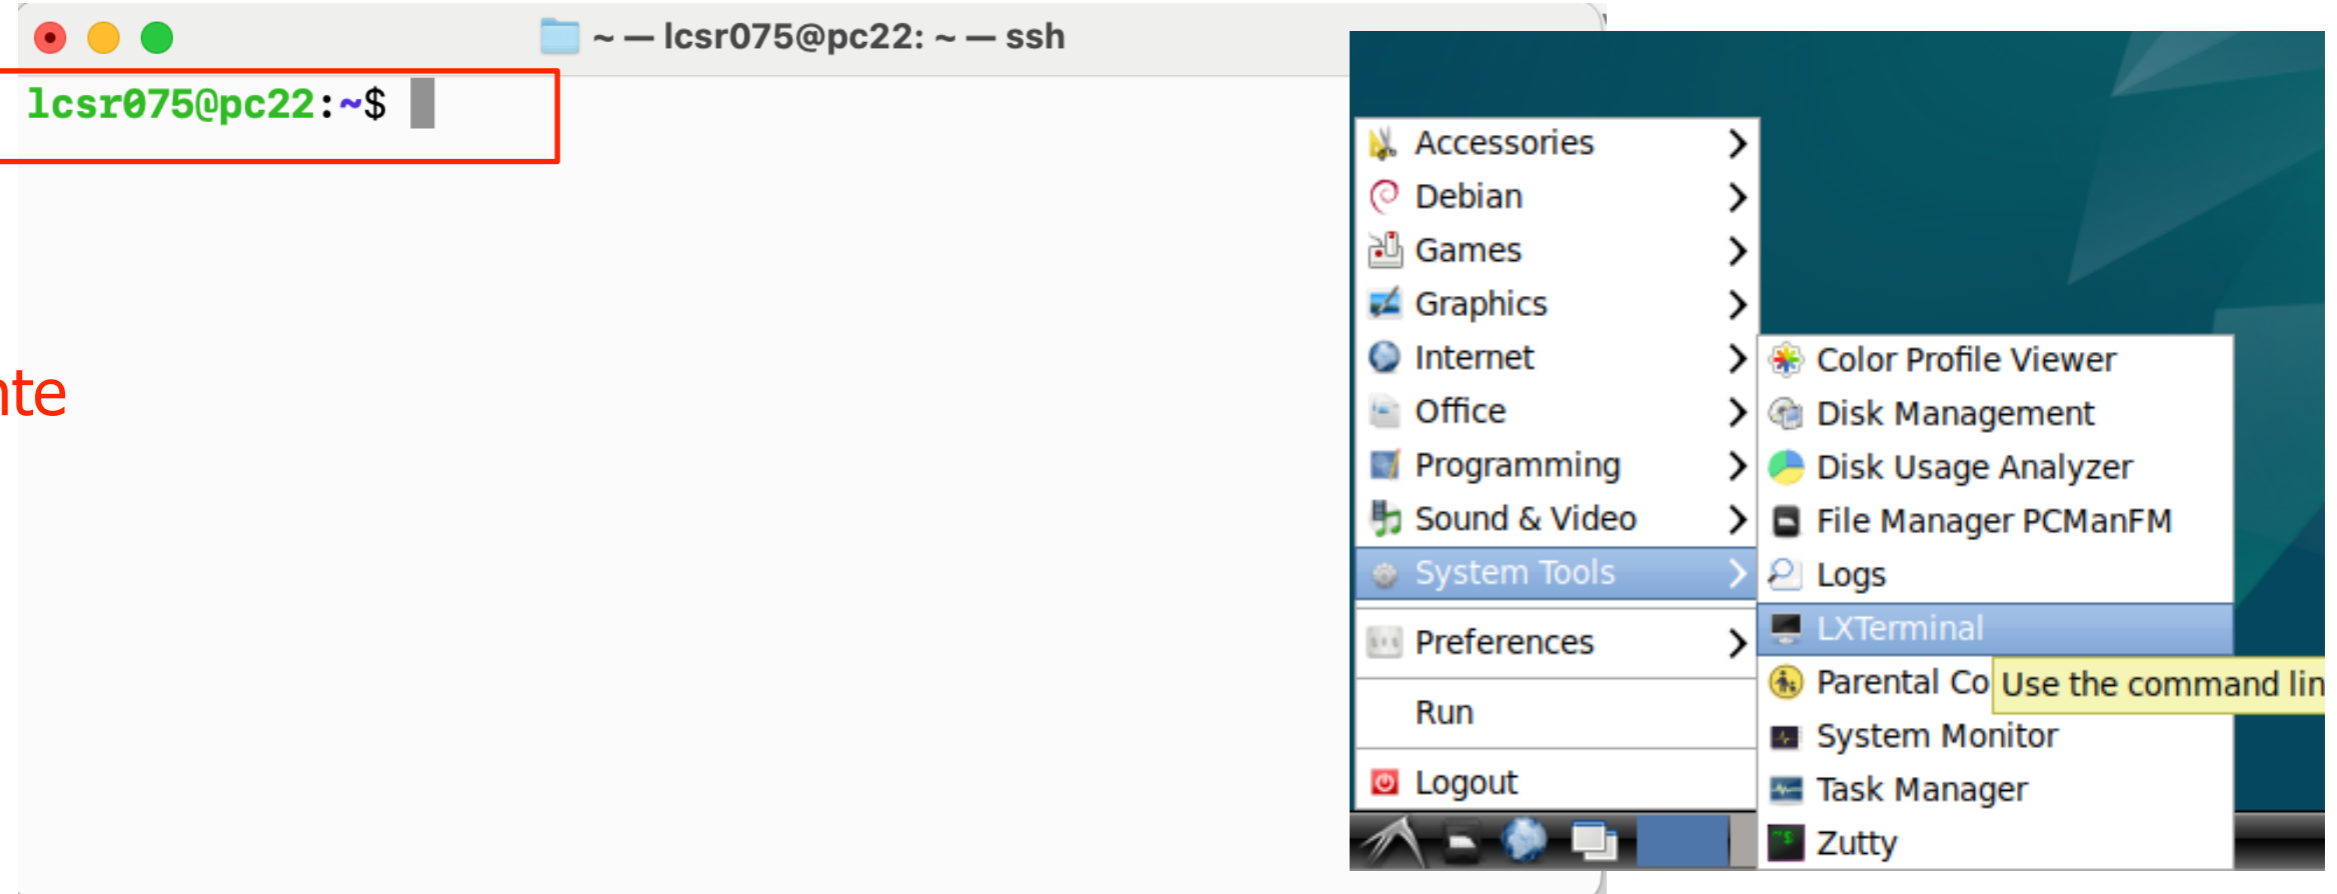 ~ — lcsr075@pc22: ~ — ssh
lcsr075@pc22:~$
nte
Accessories
Debian
Games
Graphics
Internet
Office
Programming
Sound & Video
System Tools
Preferences
Run
Logout
Color Profile Viewer
Disk Management
Disk Usage Analyzer
File Manager PCManFM
Logs
LXTerminal
Parental Co
Use the command lin
System Monitor
Task Manager
Zutty